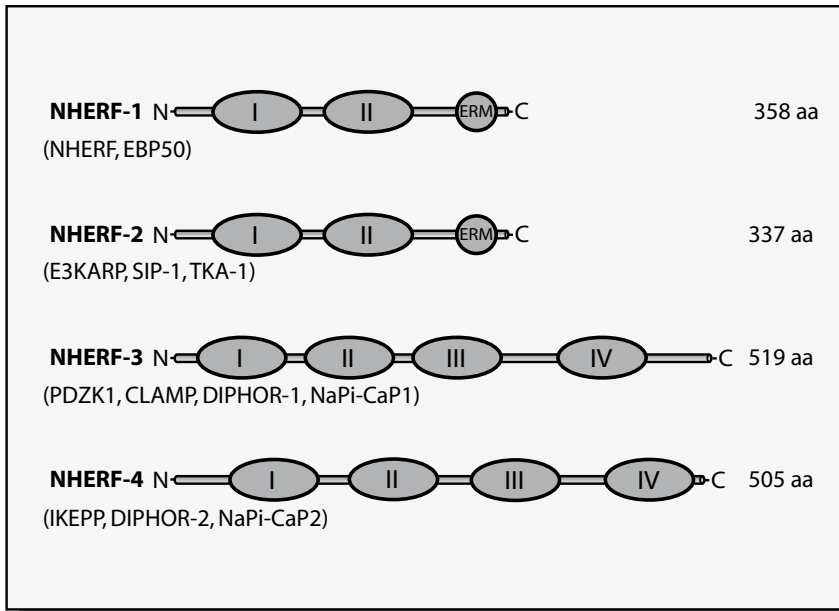 NHERF-1 N I II ERM C 358 aa
(NHERF, EBP50)
NHERF-2 N I II ERM C 337 aa
(E3KARP, SIP-1, TKA-1)
NHERF-3 N I II III IV C 519 aa
(PDZK1, CLAMP, DIPHOR-1, NaPi-CaP1)
NHERF-4 N I II III IV C 505 aa
(IKEPP, DIPHOR-2, NaPi-CaP2)